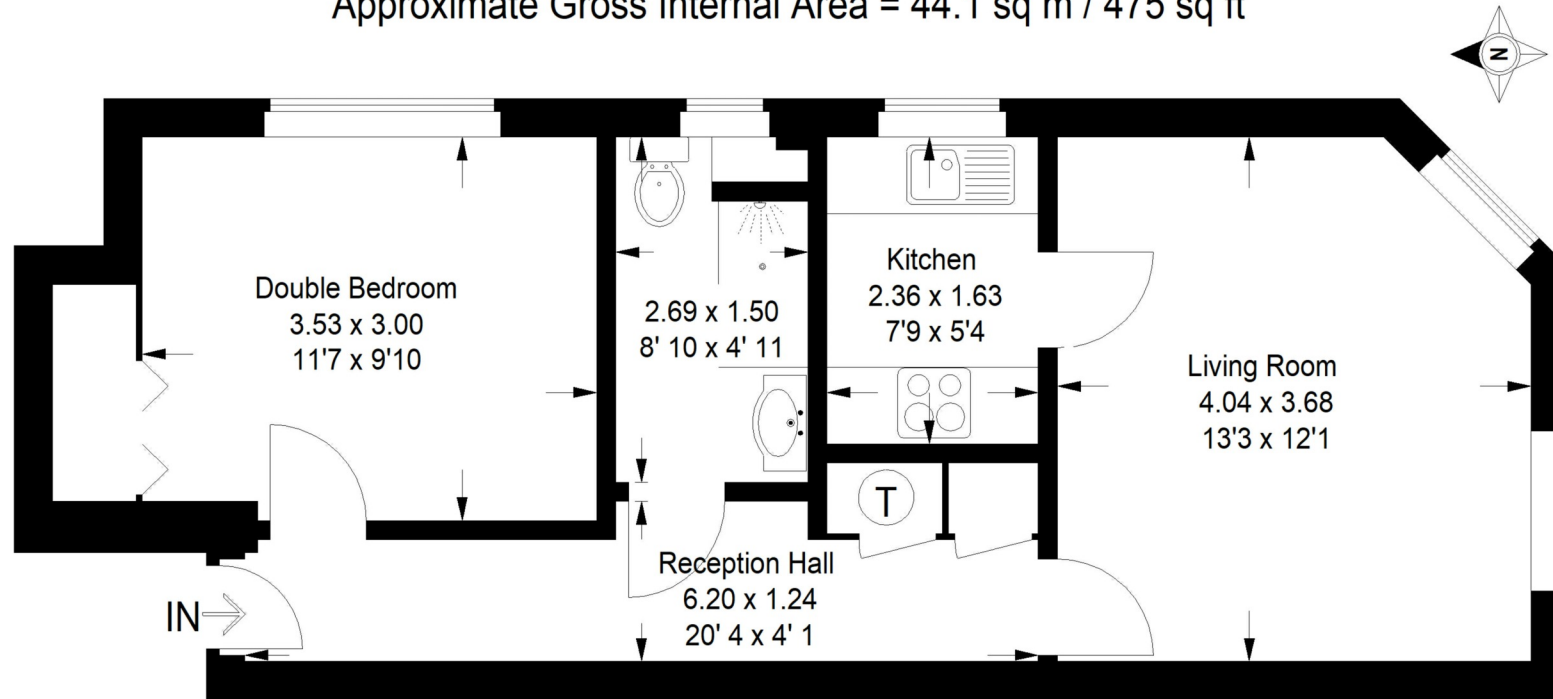 Approximate Gross Internal Area = 44.1 sq m / 475 sq ft
N
Double Bedroom
3.53 x 3.00
11'7 x 9'10
2.69 x 1.50
8' 10 x 4' 11
Kitchen
2.36 x 1.63
7'9 x 5'4
Living Room
4.04 x 3.68
13'3 x 12'1
T
Reception Hall
6.20 x 1.24
20' 4 x 4' 1
IN